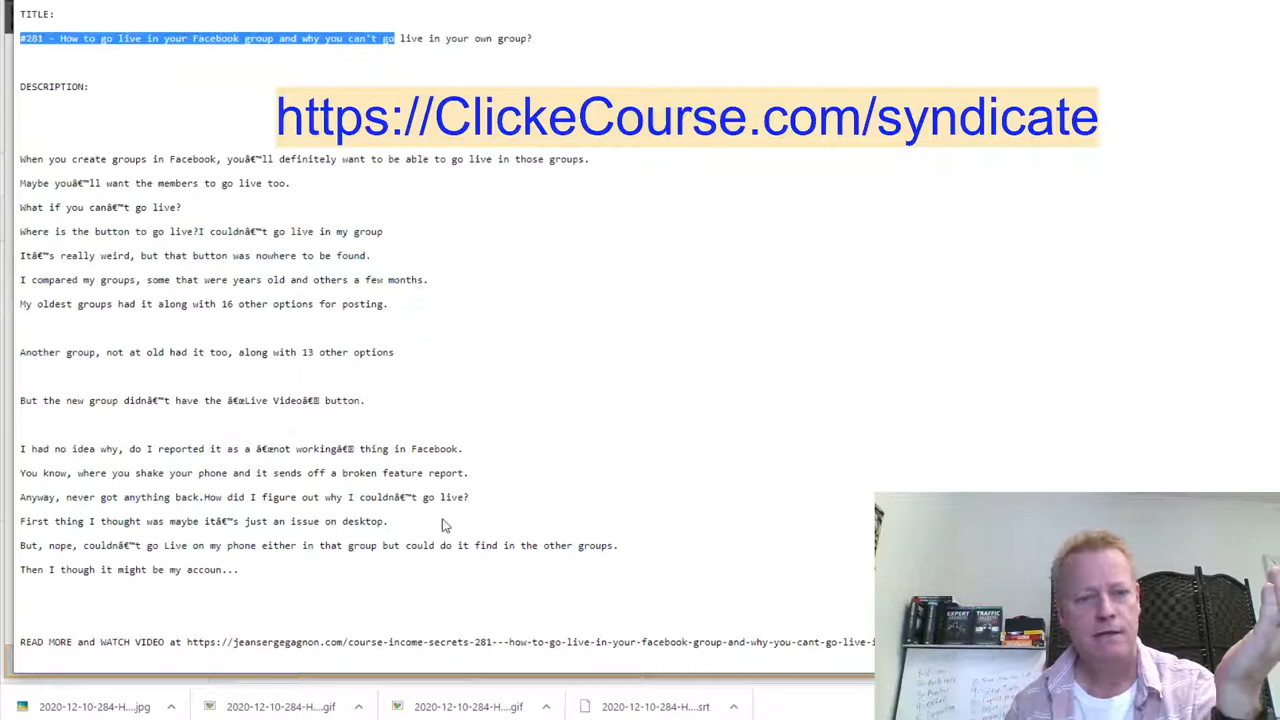 TITLE:
#281 - How to go live in your Facebook group and why you can't go live in your own group?
DESCRIPTION:
https://ClickeCourse.com/syndicate
When you create groups in Facebook, youâ€™ll definitely want to be able to go live in those groups.
Maybe youâ€™ll want the members to go live too.
What if you canâ€™t go live?
Where is the button to go live?I couldnâ€™t go live in my group
Itâ€™s really weird, but that button was nowhere to be found.
I compared my groups, some that were years old and others a few months.
My oldest groups had it along with 16 other options for posting.
Another group, not at old had it too, along with 13 other options
But the new group didnâ€™t have the â€œLive Videoâ€ button.
I had no idea why, do I reported it as a â€œnot workingâ€ thing in Facebook.
You know, where you shake your phone and it sends off a broken feature report.
Anyway, never got anything back.How did I figure out why I couldnâ€™t go live?
First thing I thought was maybe itâ€™s just an issue on desktop.
But, nope, couldnâ€™t go Live on my phone either in that group but could do it find in the other groups.
Then I though it might be my accoun...
READ MORE and WATCH VIDEO at https://jeansergegagnon.com/course-income-secrets-281---how-to-go-live-in-your-facebook-group-and-why-you-cant-go-live-i
EXPERT SECRETS
TRAFFIC SECRETS
2020-12-10-284-H....jpg
2020-12-10-284-H....gif
2020-12-10-284-H....gif
2020-12-10-284-H....srt